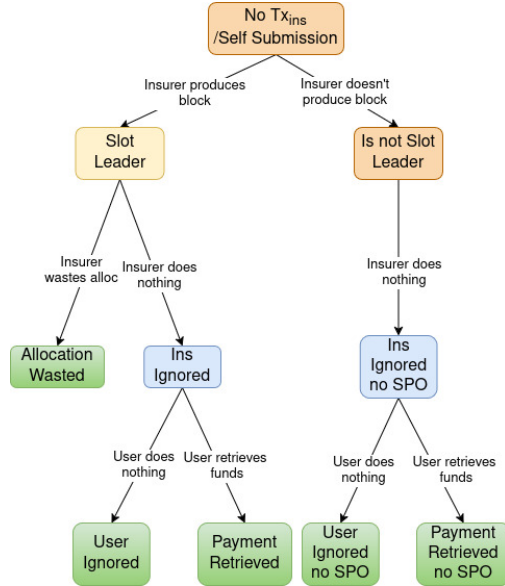 No Txins
/Self Submission
Insurer produces
block
Insurer doesn't
produce block
Slot
Leader
Is not Slot
Leader
Insurer
wastes alloc
Insurer does
nothing
Insurer does
nothing
Allocation
Wasted
Ins
Ignored
Ins
Ignored
no SPO
User does
nothing
User retrieves
funds
User does
nothing
User retrieves
funds
User
Ignored
Payment
Retrieved
User
Ignored
no SPO
Payment
Retrieved
no SPO